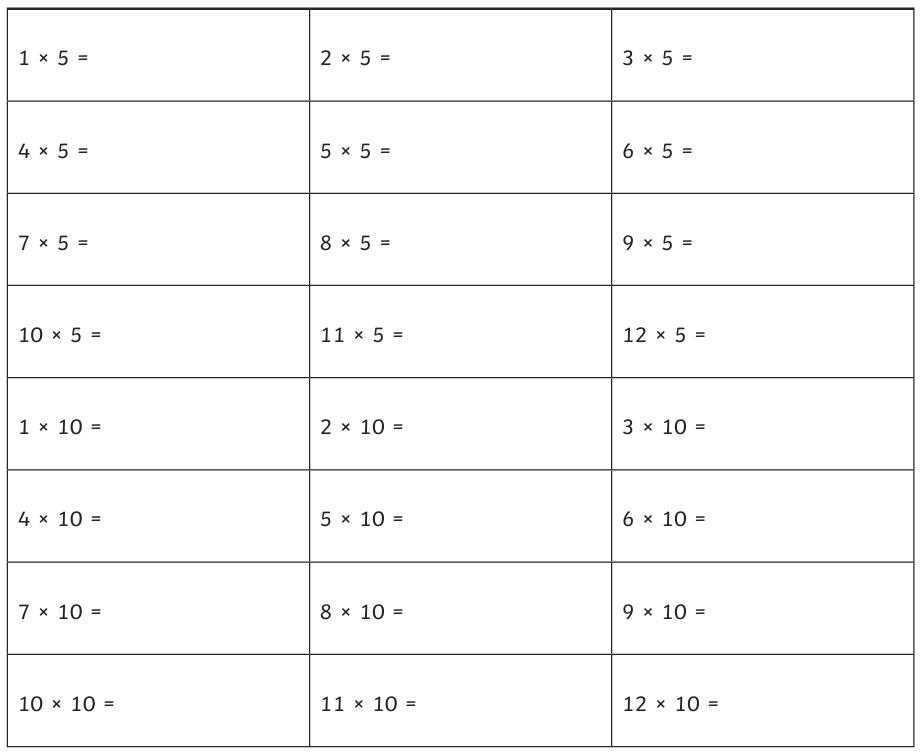 1 × 5 =
2 × 5 =
3 × 5 =
4 × 5 =
5 × 5 =
6 × 5 =
7 × 5 =
8 × 5 =
9 × 5 =
10 × 5 =
11 × 5 =
12 × 5 =
1 × 10 =
2 × 10 =
3 × 10 =
4 × 10 =
5 × 10 =
6 × 10 =
7 × 10 =
8 × 10 =
9 × 10 =
10 × 10 =
11 × 10 =
12 × 10 =